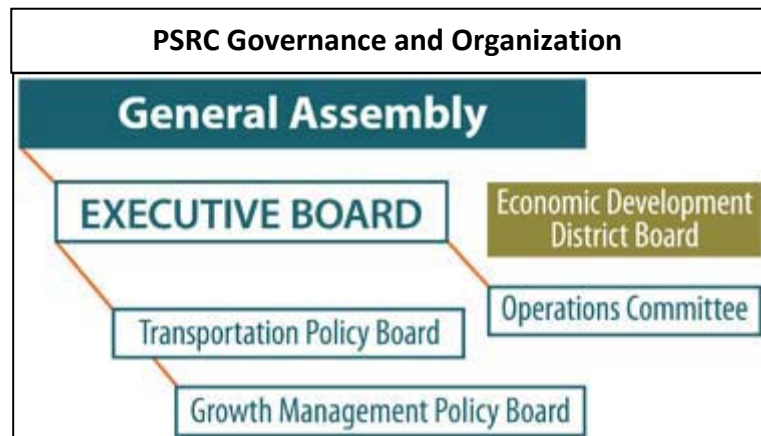 PSRC Governance and Organization
General Assembly
EXECUTIVE BOARD
Economic Development
District Board
Operations Committee
Transportation Policy Board
Growth Management Policy Board